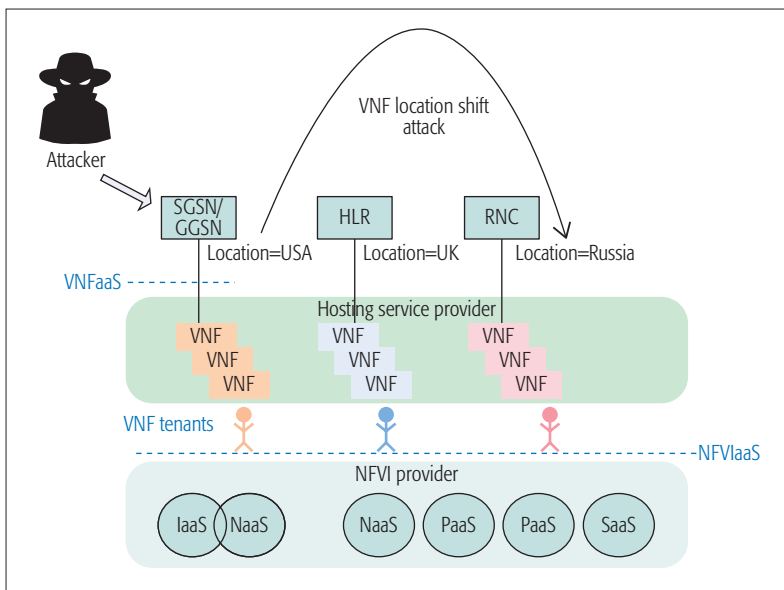 VNF location shift
attack
Attacker
SGSN/
GGSN
HLR
RNC
Location=USA
Location=UK
Location=Russia
VNFaaS
Hosting service provider
VNF
VNF
VNF
VNF
VNF
VNF
VNF
VNF
VNF
VNF tenants
NFVIaaS
NFVI provider
IaaS
NaaS
NaaS
PaaS
PaaS
SaaS